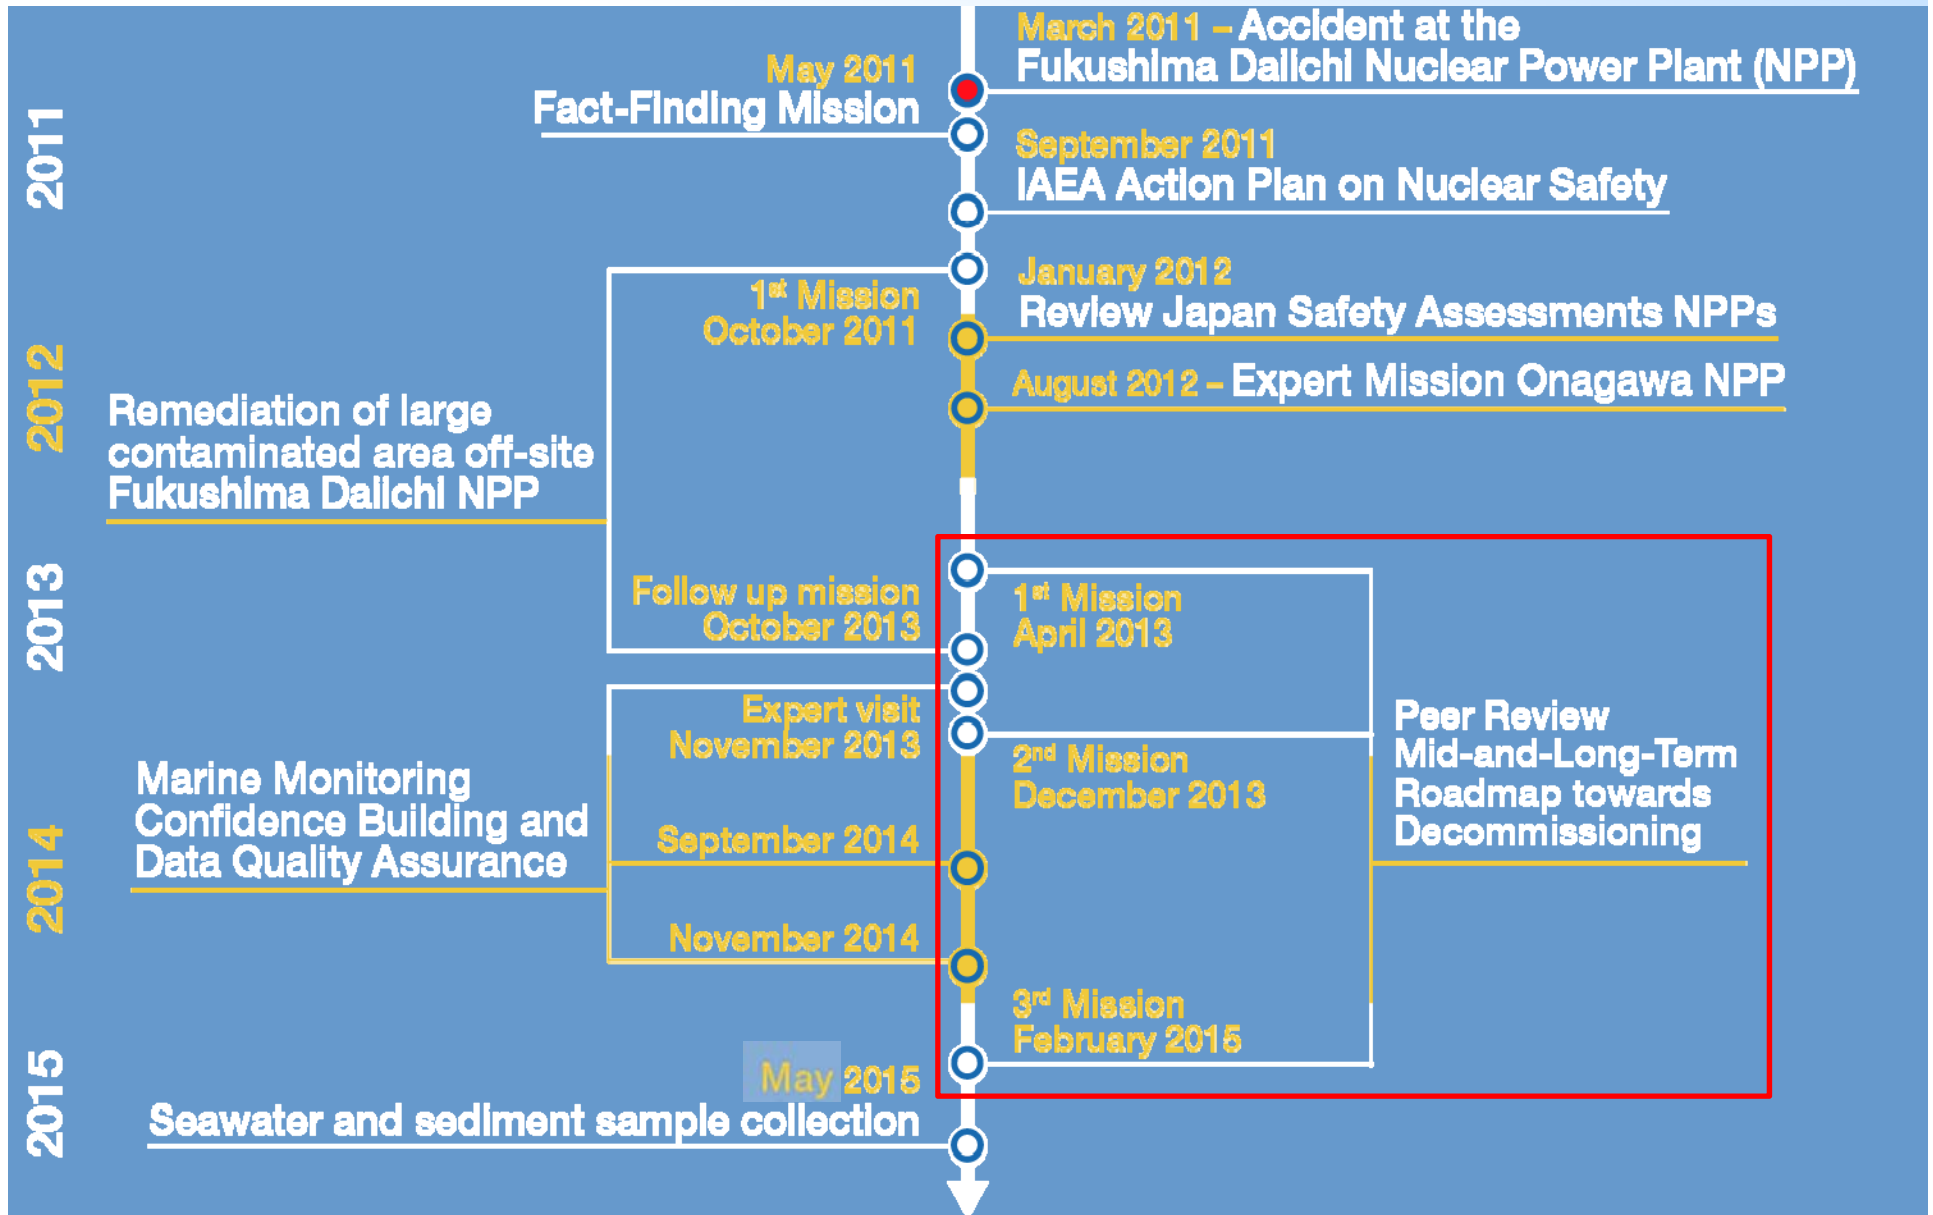 March 2011 – Accident at the
Fukushima Daiichi Nuclear Power Plant (NPP)
May 2011
Fact-Finding Mission
2011
September 2011
IAEA Action Plan on Nuclear Safety
1st Mission
October 2011
January 2012
Review Japan Safety Assessments NPPs
2012
August 2012 – Expert Mission Onagawa NPP
Remediation of large
contaminated area off-site
Fukushima Daiichi NPP
2013
Follow up mission
October 2013
1st Mission
April 2013
Expert visit
November 2013
2nd Mission
December 2013
Peer Review
Mid-and-Long-Term
Roadmap towards
Decommissioning
Marine Monitoring
Confidence Building and
Data Quality Assurance
2014
September 2014
November 2014
3rd Mission
February 2015
2015
May 2015
Seawater and sediment sample collection